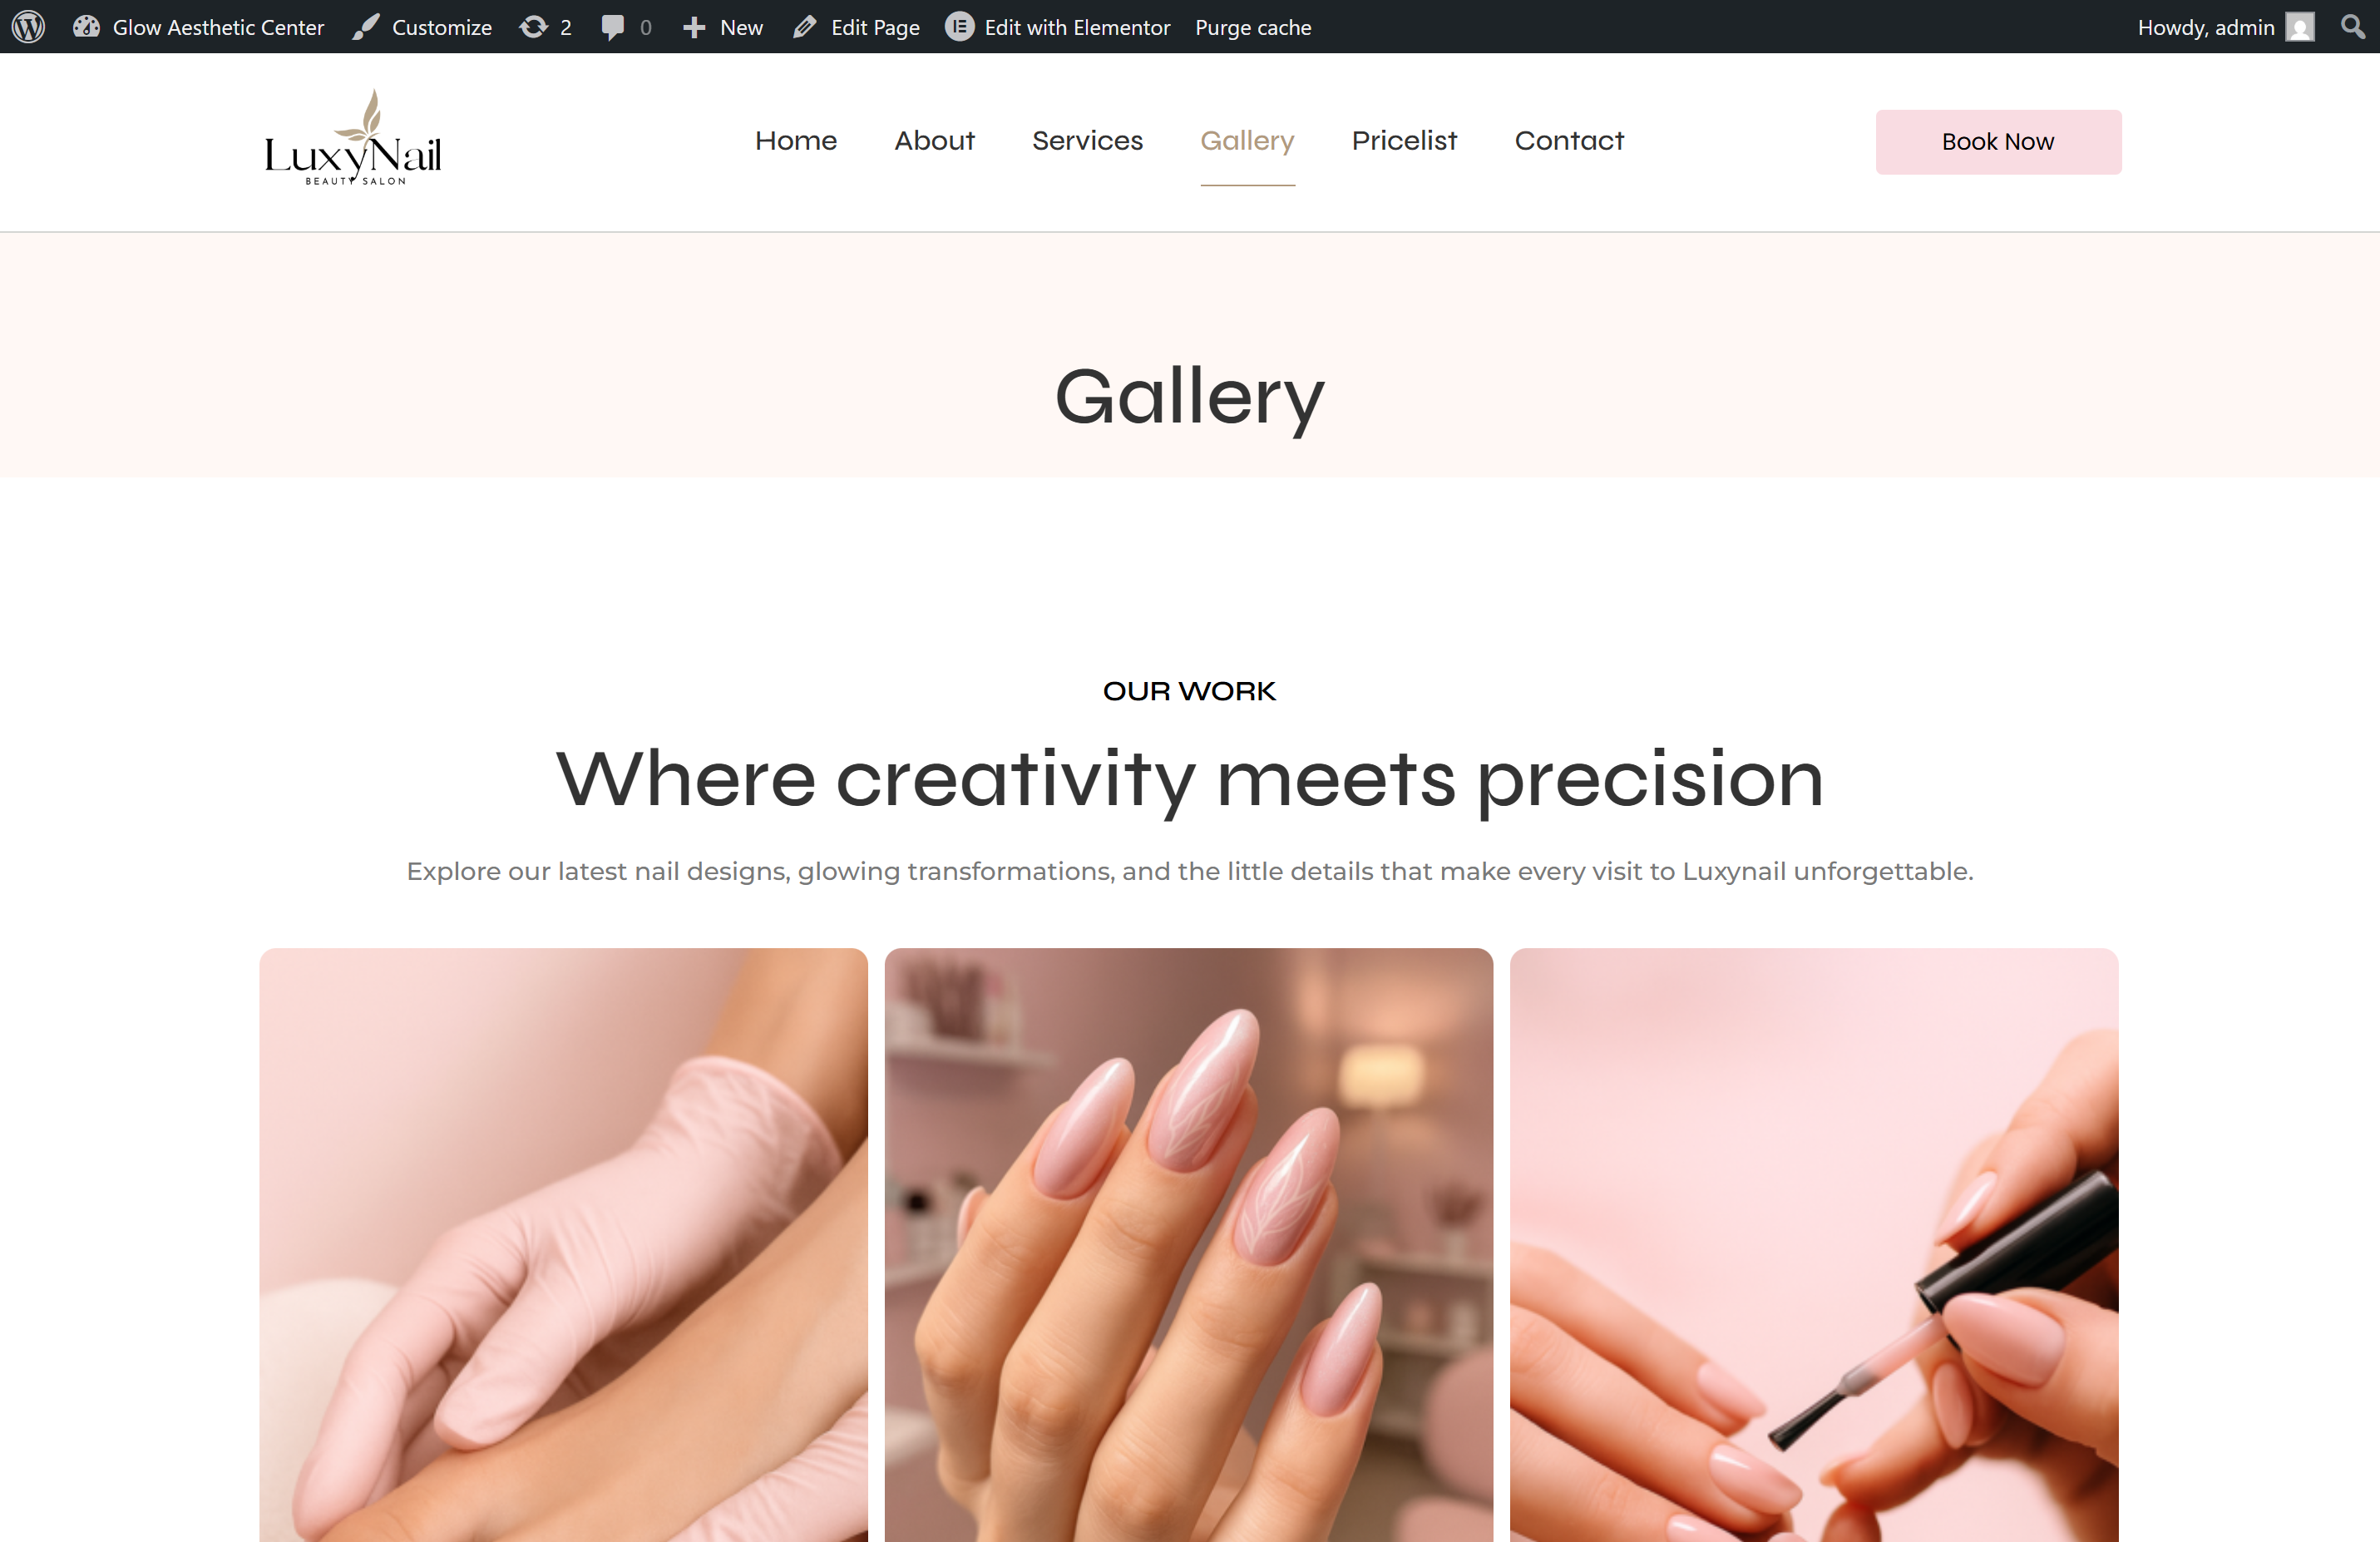 Glow Aesthetic Center Customize 2 0 New Edit Page Edit with Elementor Purge cache Howdy, admin
LuxyNail
BEAUTY SALON
Home About Services Gallery Pricelist Contact Book Now
Gallery
OUR WORK
Where creativity meets precision
Explore our latest nail designs, glowing transformations, and the little details that make every visit to Luxynail unforgettable.